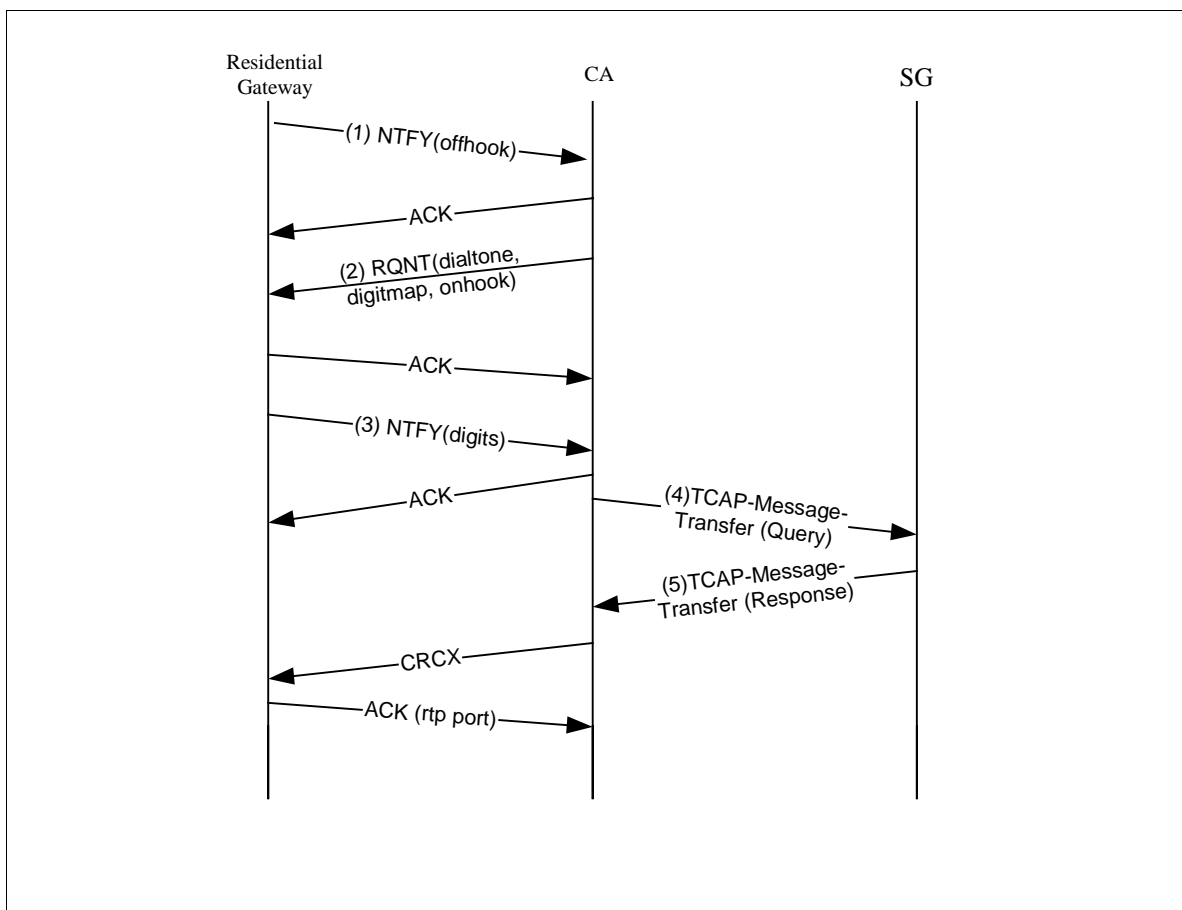 Residential
Gateway
CA
SG
(1) NTFY(offhook)
ACK
(2) RQNT(dialtone,
digitmap, onhook)
ACK
(3) NTFY(digits)
ACK
(4)TCAP-Message-
Transfer (Query)
(5)TCAP-Message-
Transfer (Response)
CRCX
ACK (rtp port)